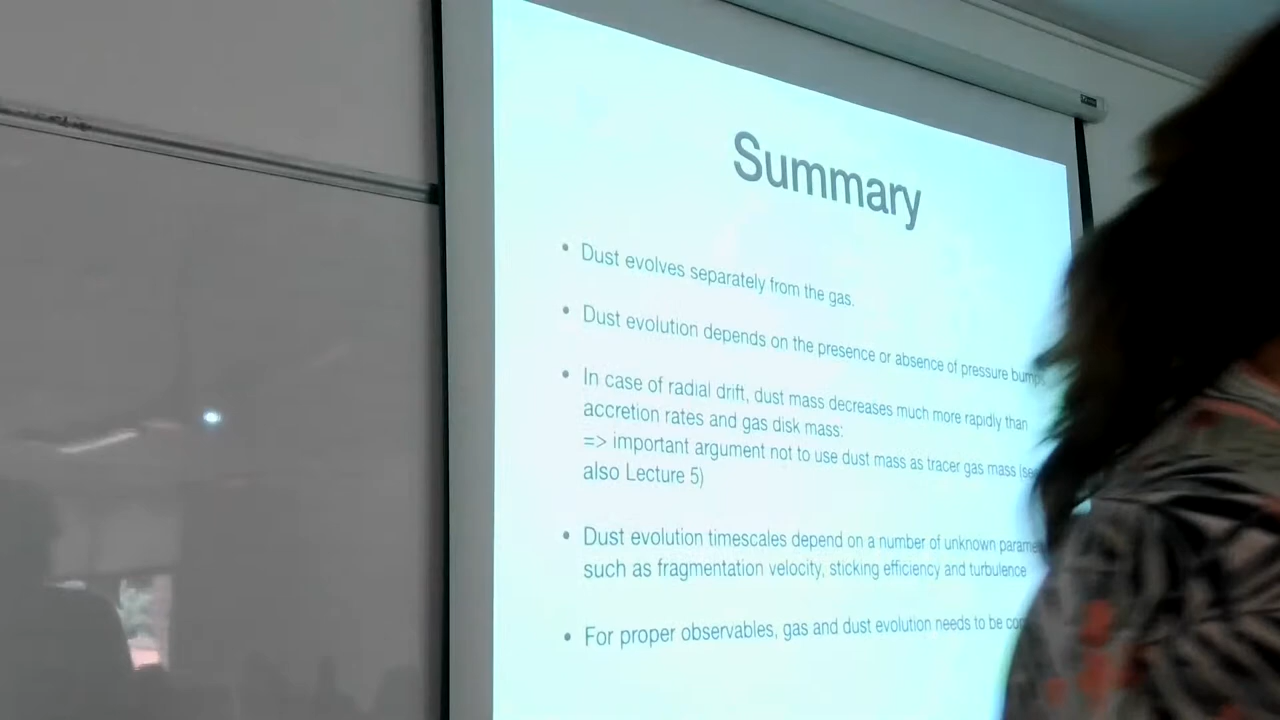 Summary
• Dust evolves separately from the gas.
• Dust evolution depends on the presence or absence of pressure
• In case of radial drift, dust mass decreases much more rapidly than
accretion rates and gas disk mass:
=> important argument not to use dust mass as tracer gas mass
also Lecture 5)
• Dust evolution timescales depend on a number of unknown
such as fragmentation velocity, sticking efficiency and turbulence
• For proper observables, gas and dust evolution needs to be